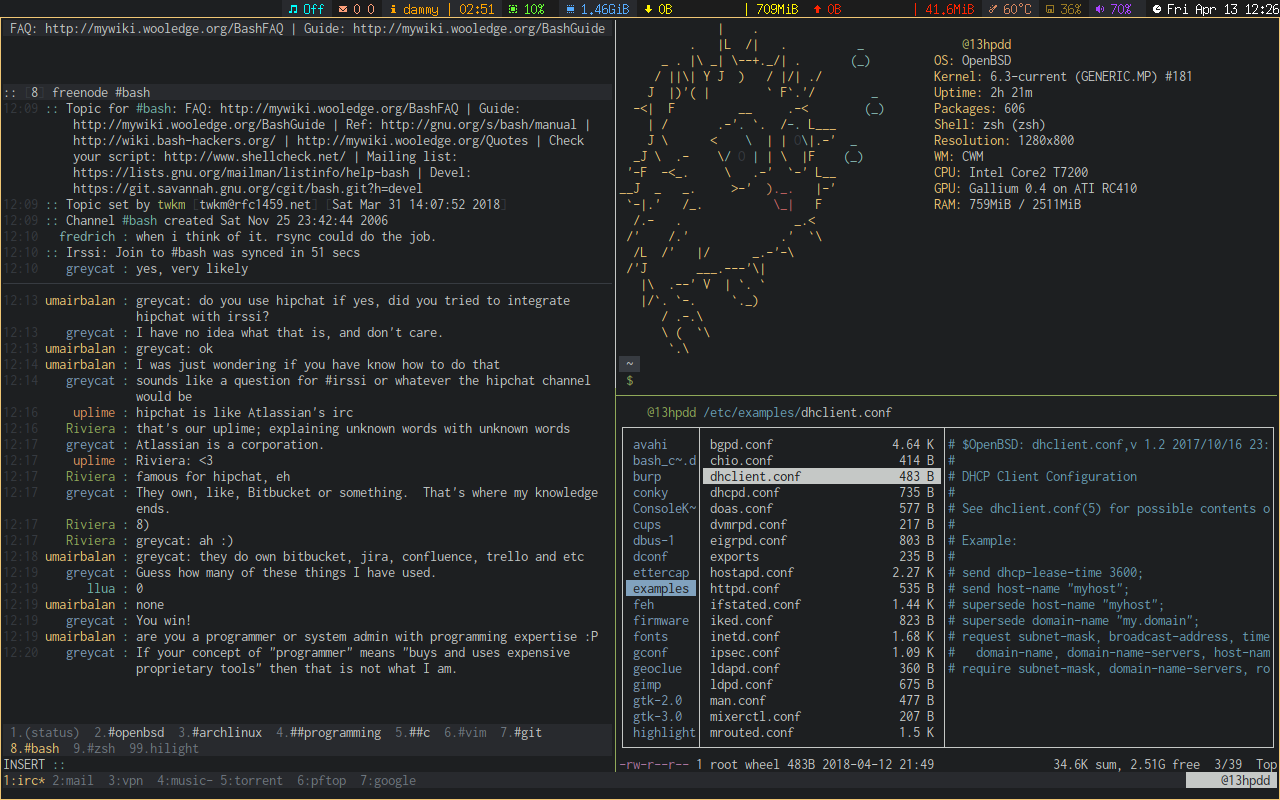 Off 0 0 dammy | 02:51 10% 1.46GiB 0B | 709MiB 0B | 41.6MiB 60°C 36% 70% Fri Apr 13 12:26
FAQ: http://mywiki.wooledge.org/BashFAQ | Guide: http://mywiki.wooledge.org/BashGuide
:: [8] freenode #bash
12:09 :: Topic for #bash: FAQ: http://mywiki.wooledge.org/BashFAQ | Guide:
http://mywiki.wooledge.org/BashGuide | Ref: http://gnu.org/s/bash/manual |
http://wiki.bash-hackers.org/ | http://mywiki.wooledge.org/Quotes | Check
your script: http://www.shellcheck.net/ | Mailing list:
https://lists.gnu.org/mailman/listinfo/help-bash | Devel:
https://git.savannah.gnu.org/cgit/bash.git?h=devel
12:09 :: Topic set by twkm [twkm@rfc1459.net] [Sat Mar 31 14:07:52 2018]
12:09 :: Channel #bash created Sat Nov 25 23:42:44 2006
12:10 fredrich : when i think of it. rsync could do the job.
12:10 :: Irssi: Join to #bash was synced in 51 secs
12:10 greycat : yes, very likely
12:13 umairbalan : greycat: do you use hipchat if yes, did you tried to integrate
hipchat with irssi?
12:13 greycat : I have no idea what that is, and don't care.
12:13 umairbalan : greycat: ok
12:14 umairbalan : I was just wondering if you have know how to do that
12:14 greycat : sounds like a question for #irssi or whatever the hipchat channel
would be
12:16 uplime : hipchat is like Atlassian's irc
12:16 Riviera : that's our uplime; explaining unknown words with unknown words
12:17 greycat : Atlassian is a corporation.
12:17 uplime : Riviera: <3
12:17 Riviera : famous for hipchat, eh
12:17 greycat : They own, like, Bitbucket or something.  That's where my knowledge
ends.
12:17 Riviera : 8)
12:17 Riviera : greycat: ah :)
12:18 umairbalan : greycat: they do own bitbucket, jira, confluence, trello and etc
12:19 greycat : Guess how many of these things I have used.
12:19 llua : 0
12:19 umairbalan : none
12:19 greycat : You win!
12:19 umairbalan : are you a programmer or system admin with programming expertise :P
12:20 greycat : If your concept of "programmer" means "buys and uses expensive
proprietary tools" then that is not what I am.
1.(status) 2.#openbsd 3.#archlinux 4.##programming 5.##c 6.#vim 7.#git
8.#bash 9.#zsh 99.hilight
INSERT ::
1:irc* 2:mail 3:vpn 4:music- 5:torrent 6:pftop 7:google
@13hpdd
OS: OpenBSD
Kernel: 6.3-current (GENERIC.MP) #181
Uptime: 2h 21m
Packages: 606
Shell: zsh (zsh)
Resolution: 1280x800
WM: CWM
CPU: Intel Core2 T7200
GPU: Gallium 0.4 on ATI RC410
RAM: 759MiB / 2511MiB
~
$
@13hpdd /etc/examples/dhclient.conf
avahi bgpd.conf 4.64 K # $OpenBSD: dhclient.conf,v 1.2 2017/10/16 23:
bash_c~.d chio.conf 414 B #
burp dhclient.conf 483 B # DHCP Client Configuration
conky dhcpd.conf 735 B #
ConsoleK~ doas.conf 577 B # See dhclient.conf(5) for possible contents o
cups dvmrpd.conf 217 B #
dbus-1 eigrpd.conf 803 B # Example:
dconf exports 235 B #
ettercap hostapd.conf 2.27 K # send dhcp-lease-time 3600;
examples httpd.conf 535 B # send host-name "myhost";
feh ifstated.conf 1.44 K # supersede host-name "myhost";
firmware iked.conf 823 B # supersede domain-name "my.domain";
fonts inetd.conf 1.68 K # request subnet-mask, broadcast-address, time
gconf ipsec.conf 1.09 K #   domain-name, domain-name-servers, host-nam
geoclue ldapd.conf 360 B # require subnet-mask, domain-name-servers, ro
gimp ldpd.conf 675 B
gtk-2.0 man.conf 477 B
gtk-3.0 mixerctl.conf 207 B
highlight mrouted.conf 1.5 K
-rw-r--r-- 1 root wheel 483B 2018-04-12 21:49 34.6K sum, 2.51G free 3/39 Top
@13hpdd